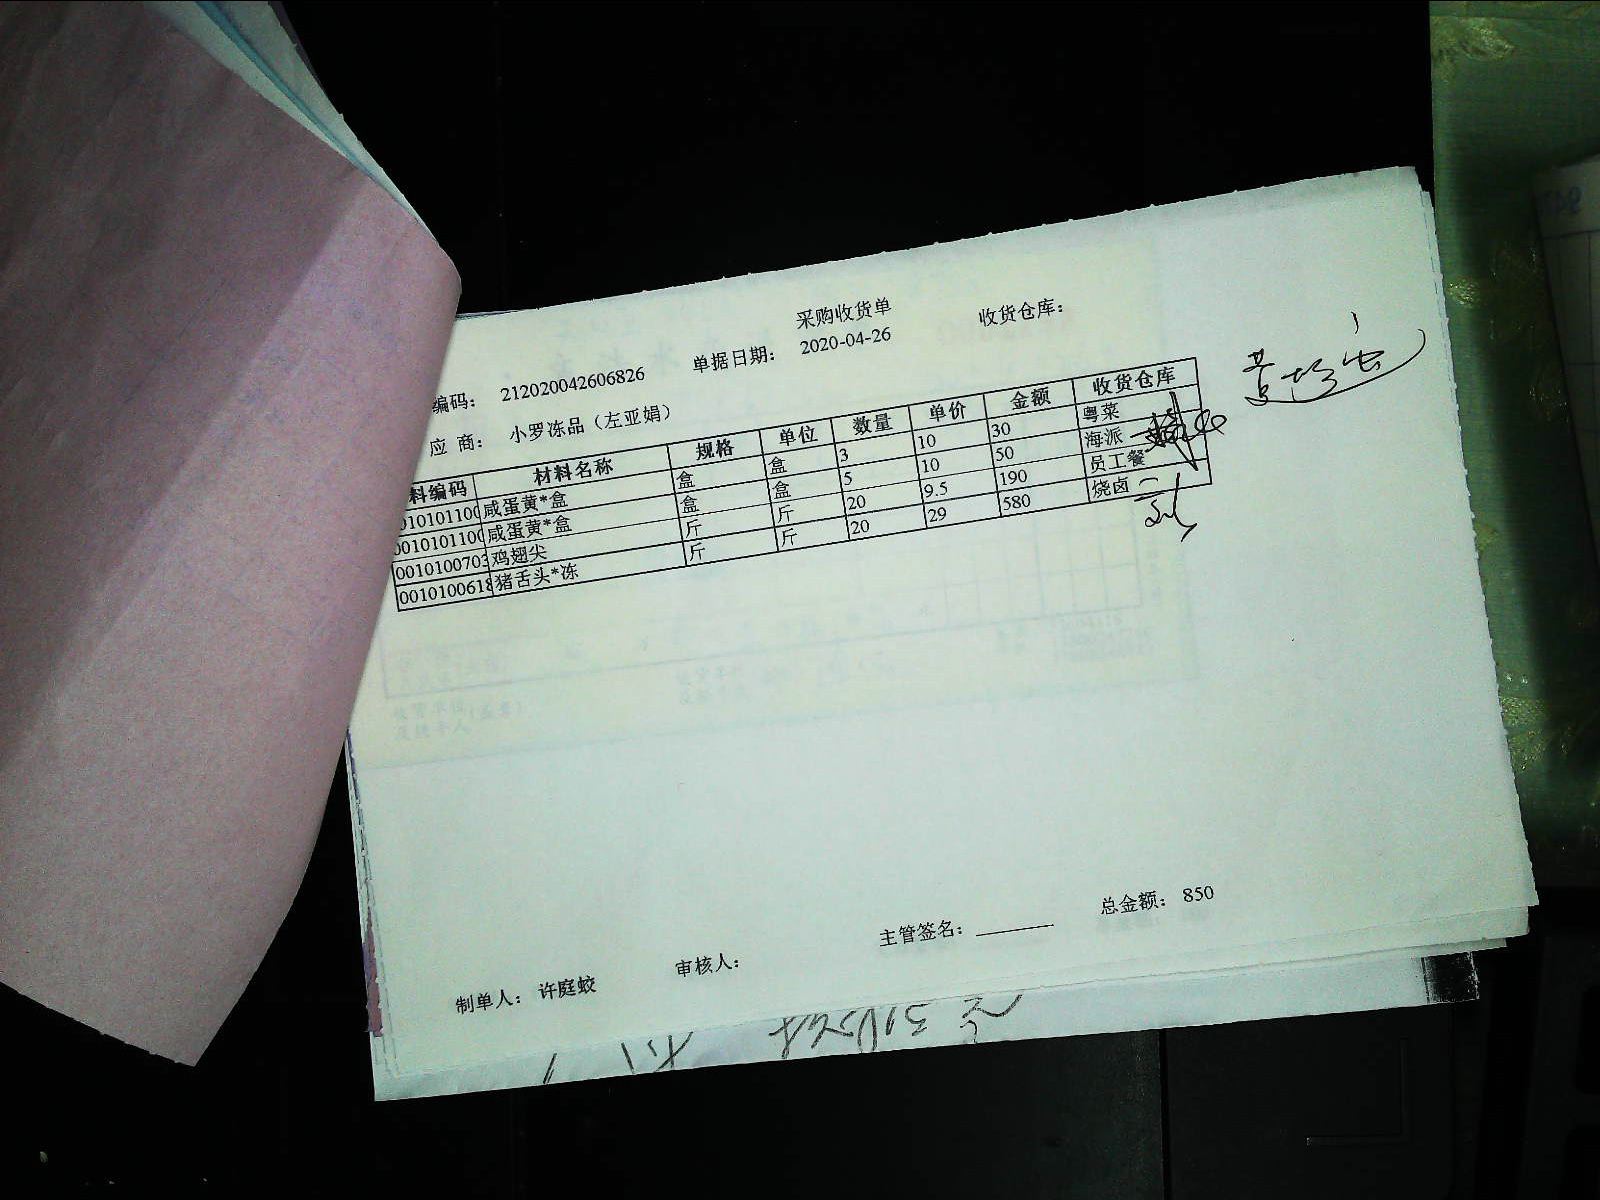 采购收货单
编码： 212020042606826 单据日期： 2020-04-26 收货仓库：
应 商： 小罗冻品（左亚娟）
料编码 材料名称 规格 单位 数量 单价 金额 收货仓库
010101100 咸蛋黄*盒 盒 盒 3 10 30 粤菜
0010101100 咸蛋黄*盒 盒 盒 5 10 50 海派
0010100703 鸡翅尖 斤 斤 20 9.5 190 员工餐
0010100618 猪舌头*冻 斤 斤 20 29 580 烧卤
制单人： 许庭蛟 审核人： 主管签名： 总金额： 850